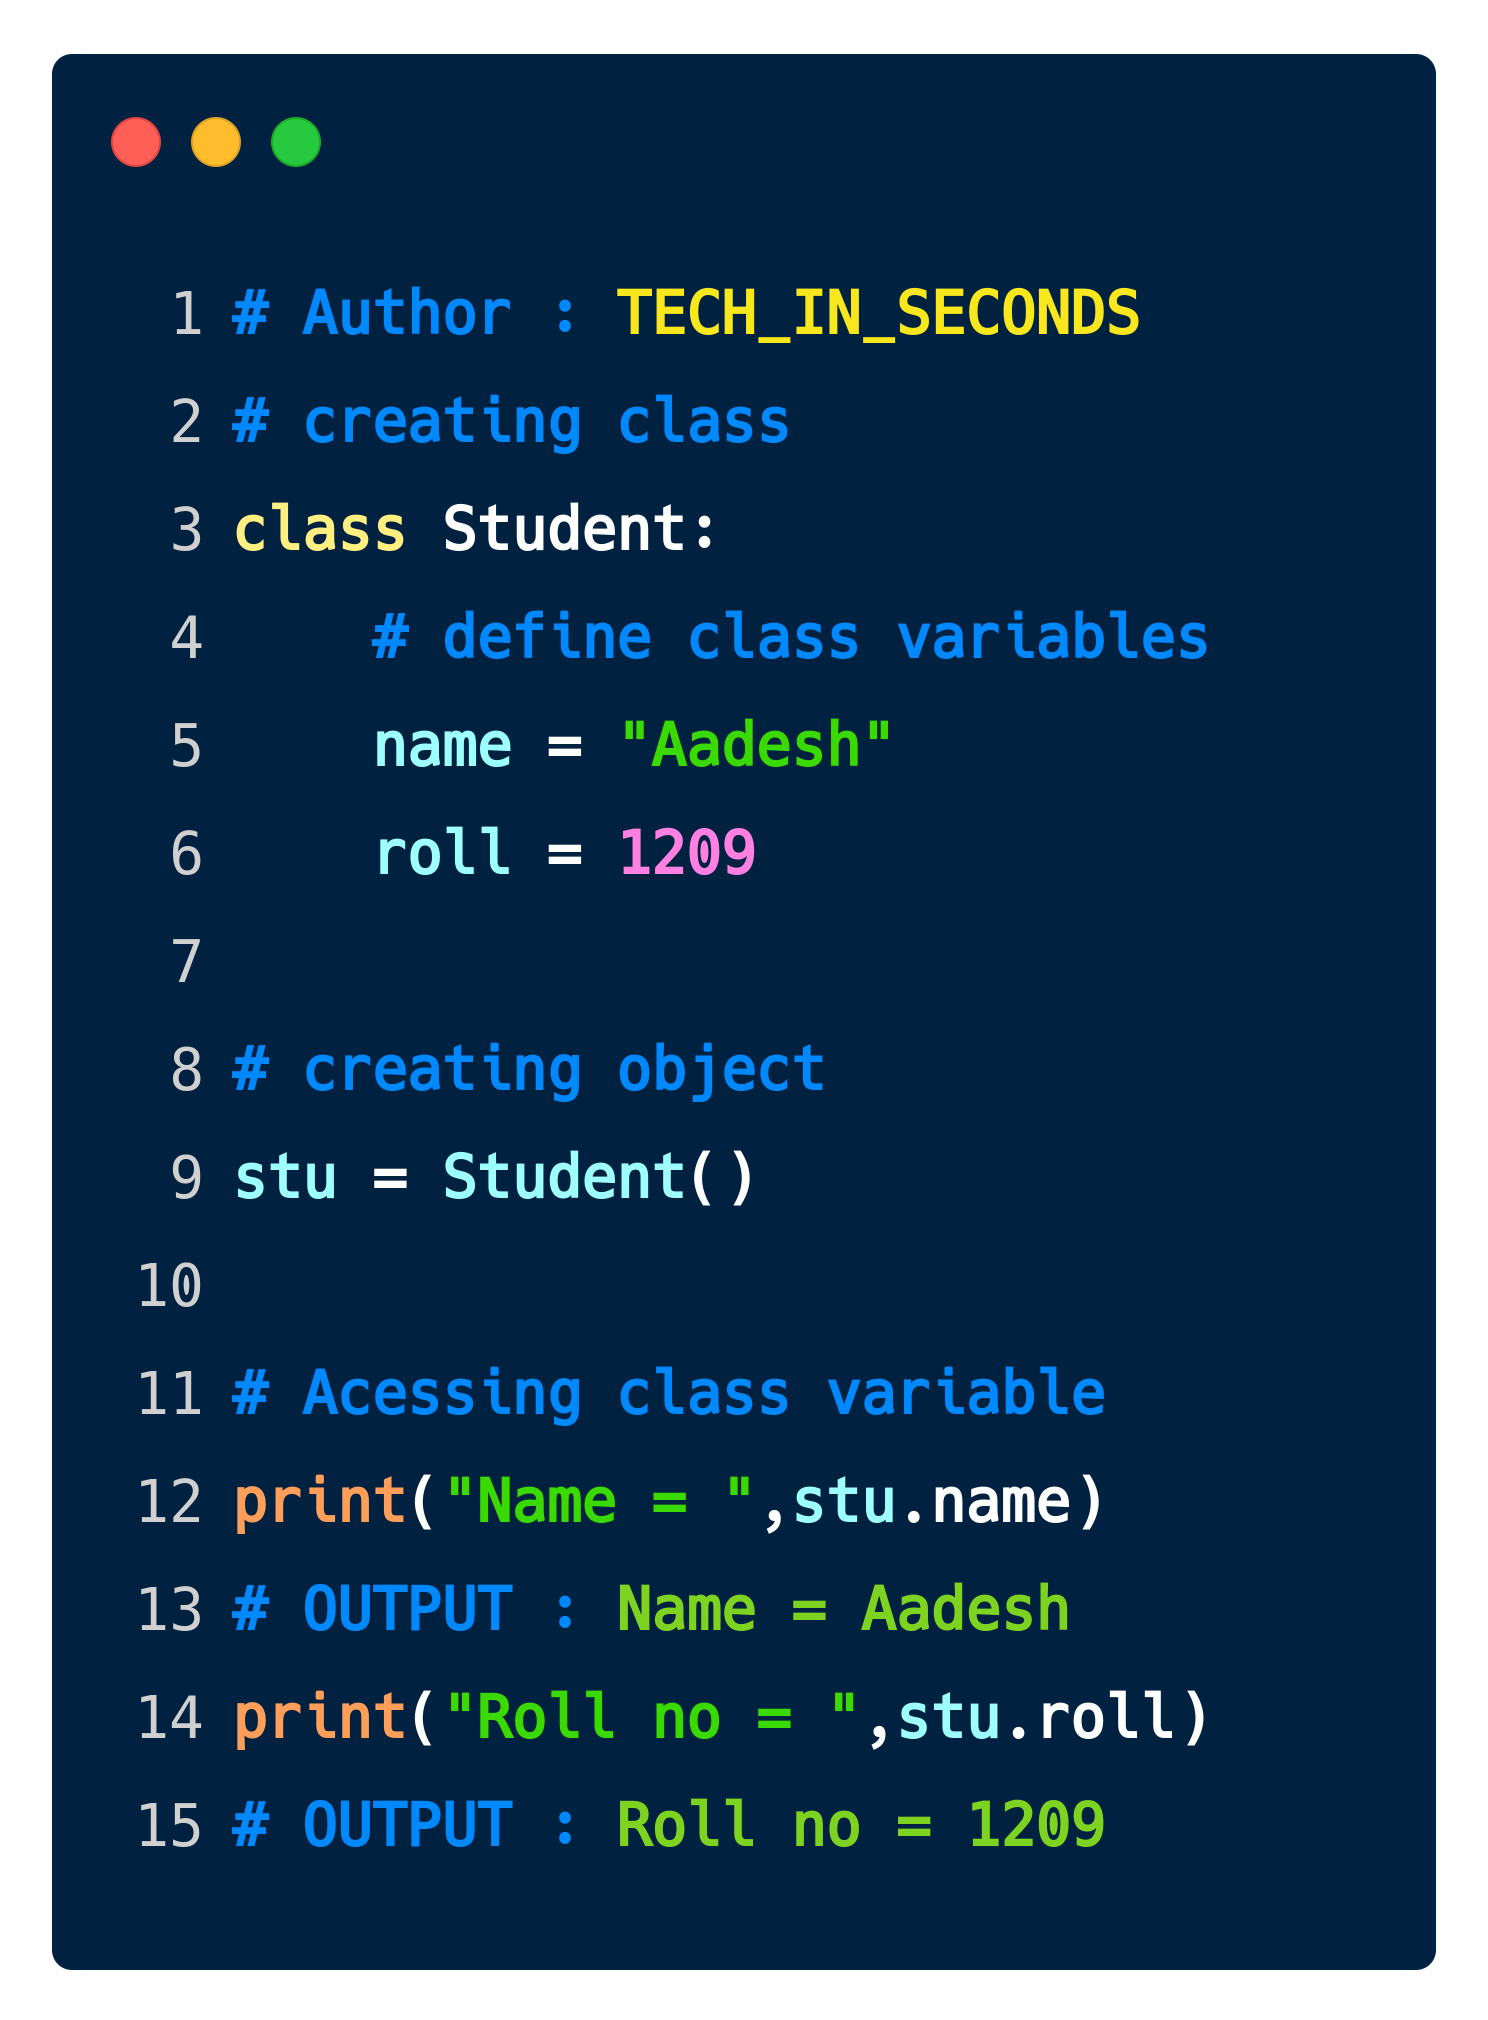 1 # Author : TECH_IN_SECONDS
2 # creating class
3 class Student:
4     # define class variables
5     name = "Aadesh"
6     roll = 1209
7
8 # creating object
9 stu = Student()
10
11 # Acessing class variable
12 print("Name = ",stu.name)
13 # OUTPUT : Name = Aadesh
14 print("Roll no = ",stu.roll)
15 # OUTPUT : Roll no = 1209